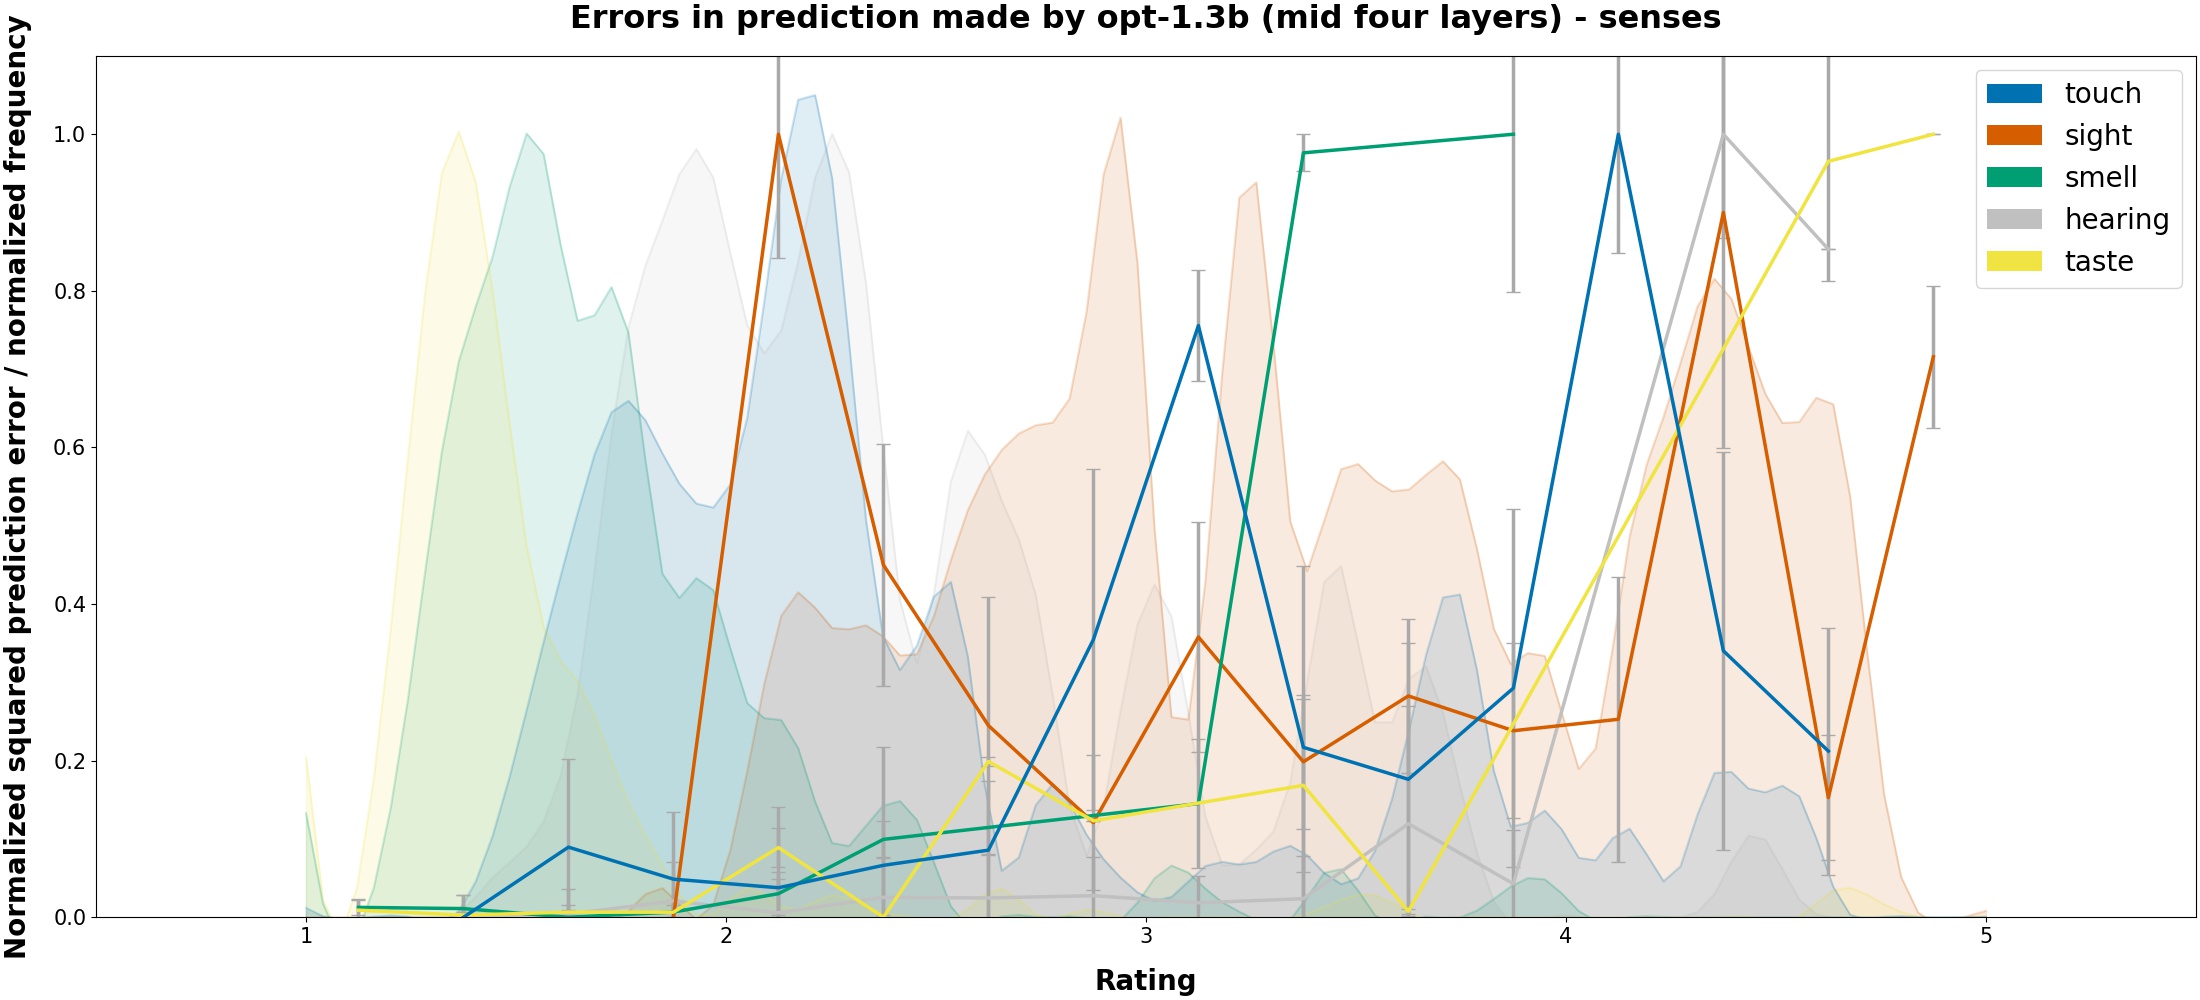 Errors in prediction made by opt-1.3b (mid four layers) - senses
Normalized squared prediction error / normalized frequency
1.0
0.8
0.6
0.4
0.2
0.0
touch
sight
smell
hearing
taste
1 2 3 4 5
Rating